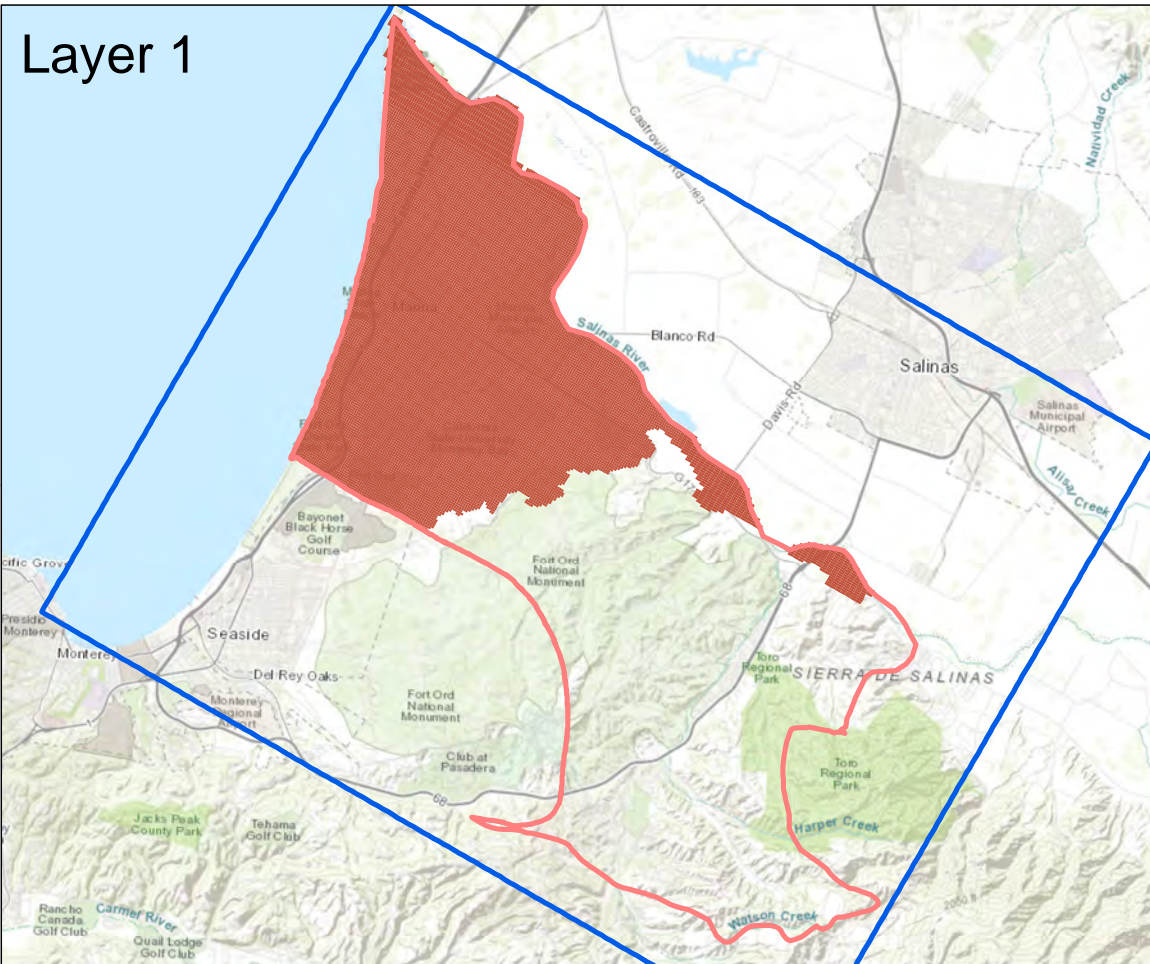 Layer 1
Castroville Rd
183
Natividad Creek
Marina
Salinas River
Blanco Rd
Salinas
Davis Rd
Salinas
Municipal
Airport
Alisal Creek
G17
Bayonet
Black Horse
Golf
Course
Fort Ord
National
Monument
cific Grove
Presidio
Monterey
Monterey
Seaside
Del Rey Oaks
Monterey
Regional
Airport
Fort Ord
National
Monument
Club at
Pasadera
68
68
Toro
Regional
Park
SIERRA DE SALINAS
Toro
Regional
Park
Harper Creek
Jacks Peak
County Park
Tehama
Golf Club
Rancho
Canada
Golf Club
Carmel River
Quail Lodge
Golf Club
Watson Creek
2000 ft